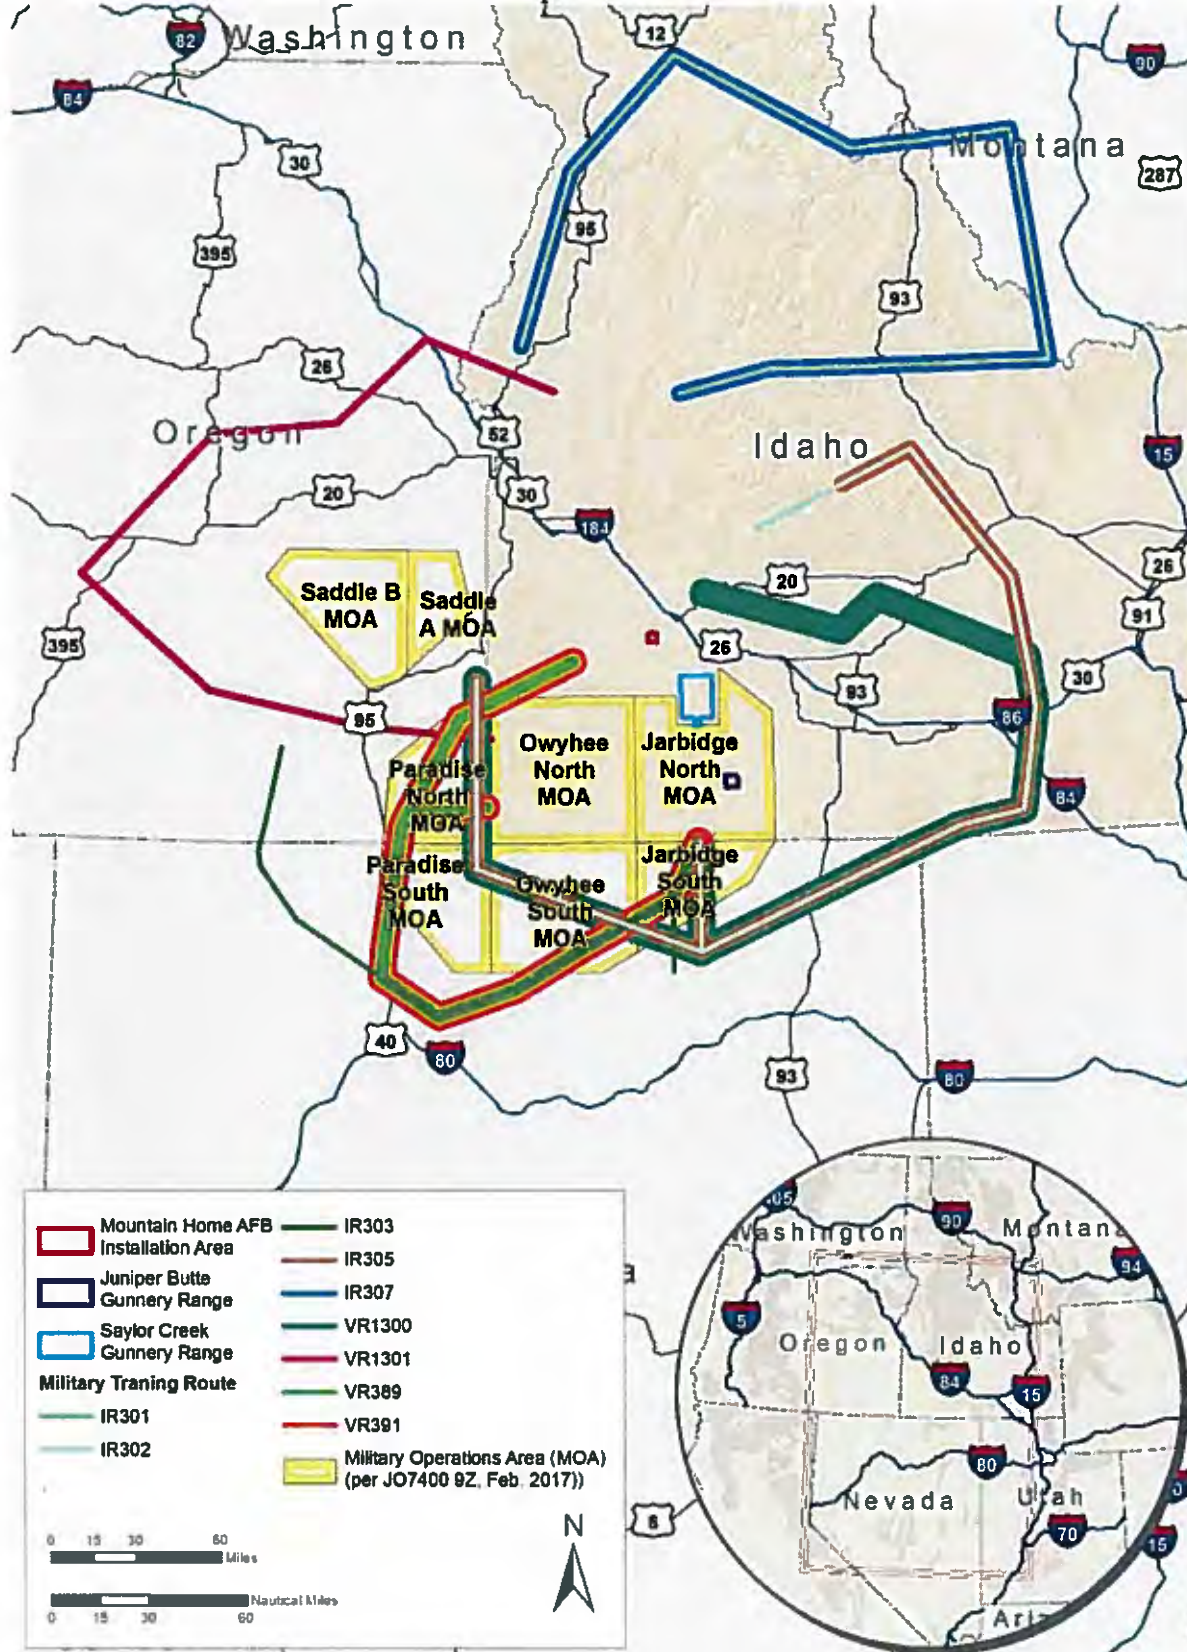 Washington
82
12
90
84
30
Montana
287
395
95
93
26
Oregon
52
Idaho
15
20
30
184
Saddle B
MOA
Saddle
A MOA
20
26
26
91
395
93
30
95
86
Paradise
North
MOA
Owyhee
North
MOA
Jarbidge
North
MOA
84
Paradise
South
MOA
Owyhee
South
MOA
Jarbidge
South
MOA
40
80
93
80
Mountain Home AFB
Installation Area
Juniper Butte
Gunnery Range
Saylor Creek
Gunnery Range
Military Traning Route
IR301
IR302
IR303
IR305
IR307
VR1300
VR1301
VR389
VR391
Military Operations Area (MOA)
(per JO7400 9Z, Feb. 2017))
0 15 30 60
Miles
Nautical Miles
0 15 30 60
N
6
Washington
90
Montana
94
5
Oregon
Idaho
84
15
80
Nevada
Utah
70
15